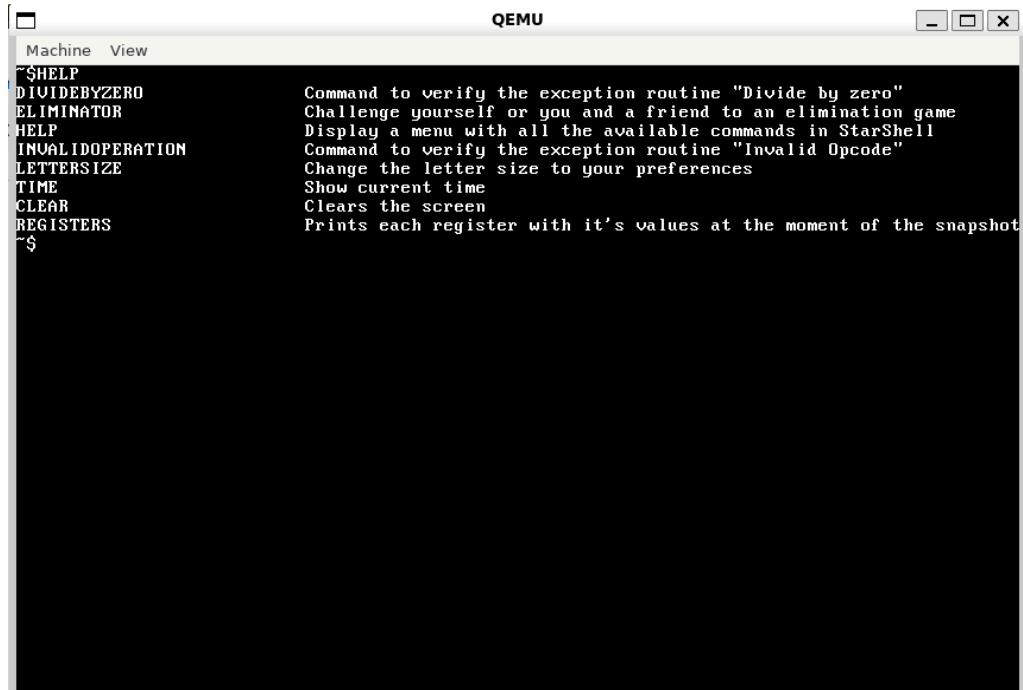 QEMU
Machine View
~$HELP
DIVIDEBYZERO Command to verify the exception routine "Divide by zero"
ELIMINATOR Challenge yourself or you and a friend to an elimination game
HELP Display a menu with all the available commands in StarShell
INVALIDOPERATION Command to verify the exception routine "Invalid Opcode"
LETTERSIZE Change the letter size to your preferences
TIME Show current time
CLEAR Clears the screen
REGISTERS Prints each register with it's values at the moment of the snapshot
~$